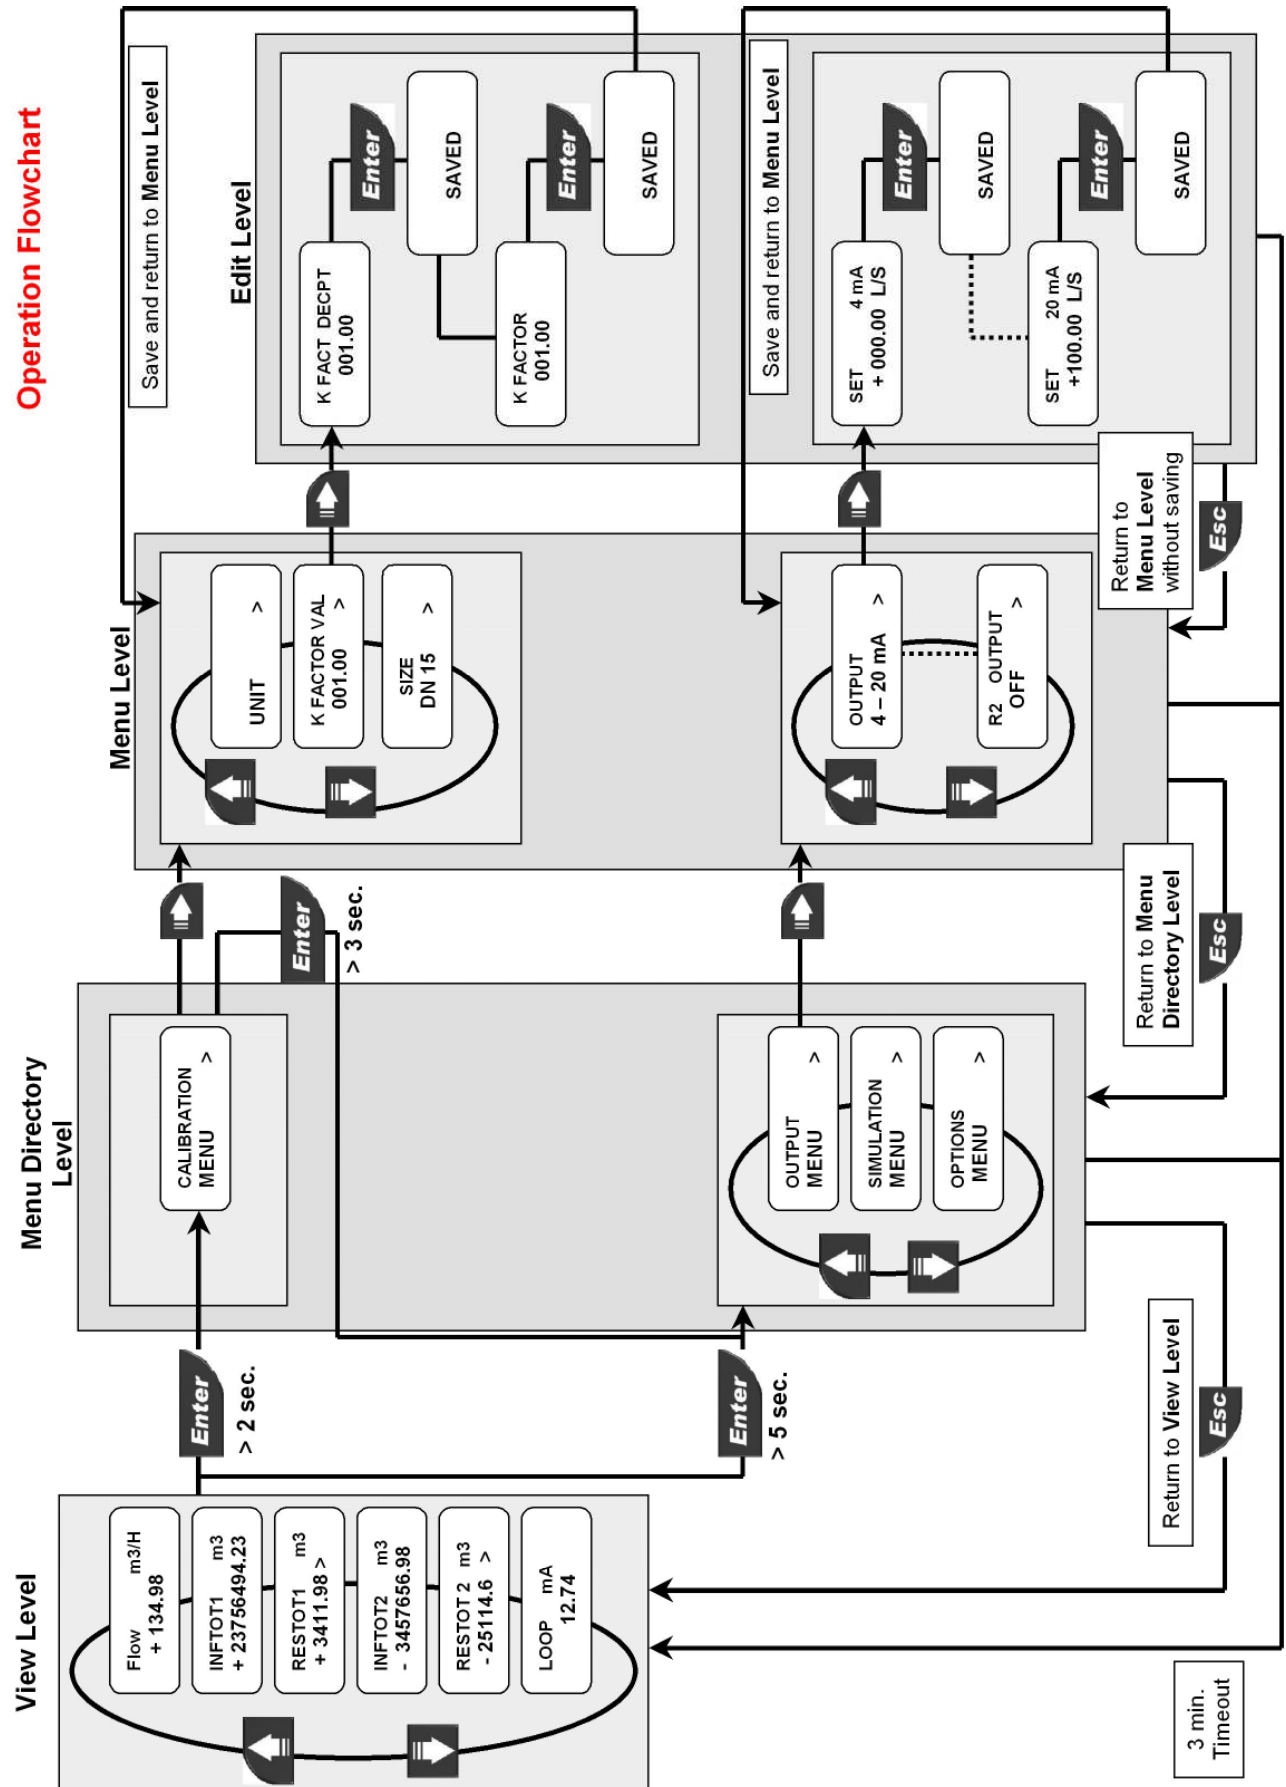 Operation Flowchart
View Level
Flow m3/H
+ 134.98
INFTOT1 m3
+ 23756494.23
RESTOT1 m3
+ 3411.98 >
INFTOT2 m3
- 3457656.98
RESTOT 2 m3
- 25114.6 >
LOOP mA
12.74
Enter
> 2 sec.
Enter
> 5 sec.
Menu Directory
Level
CALIBRATION
MENU >
Enter
> 3 sec.
OUTPUT
MENU >
SIMULATION
MENU >
OPTIONS
MENU >
Menu Level
UNIT >
K FACTOR VAL
001.00 >
SIZE
DN 15 >
OUTPUT
4 – 20 mA >
R2 OUTPUT
OFF >
Edit Level
K FACT DECPT
001.00
Enter
SAVED
K FACTOR
001.00
Enter
SAVED
Save and return to Menu Level
SET 4 mA
+ 000.00 L/S
Enter
SAVED
SET 20 mA
+100.00 L/S
Enter
SAVED
Save and return to Menu Level
Return to
Menu Level
without saving
Esc
Return to Menu
Directory Level
Esc
Return to View Level
Esc
3 min.
Timeout